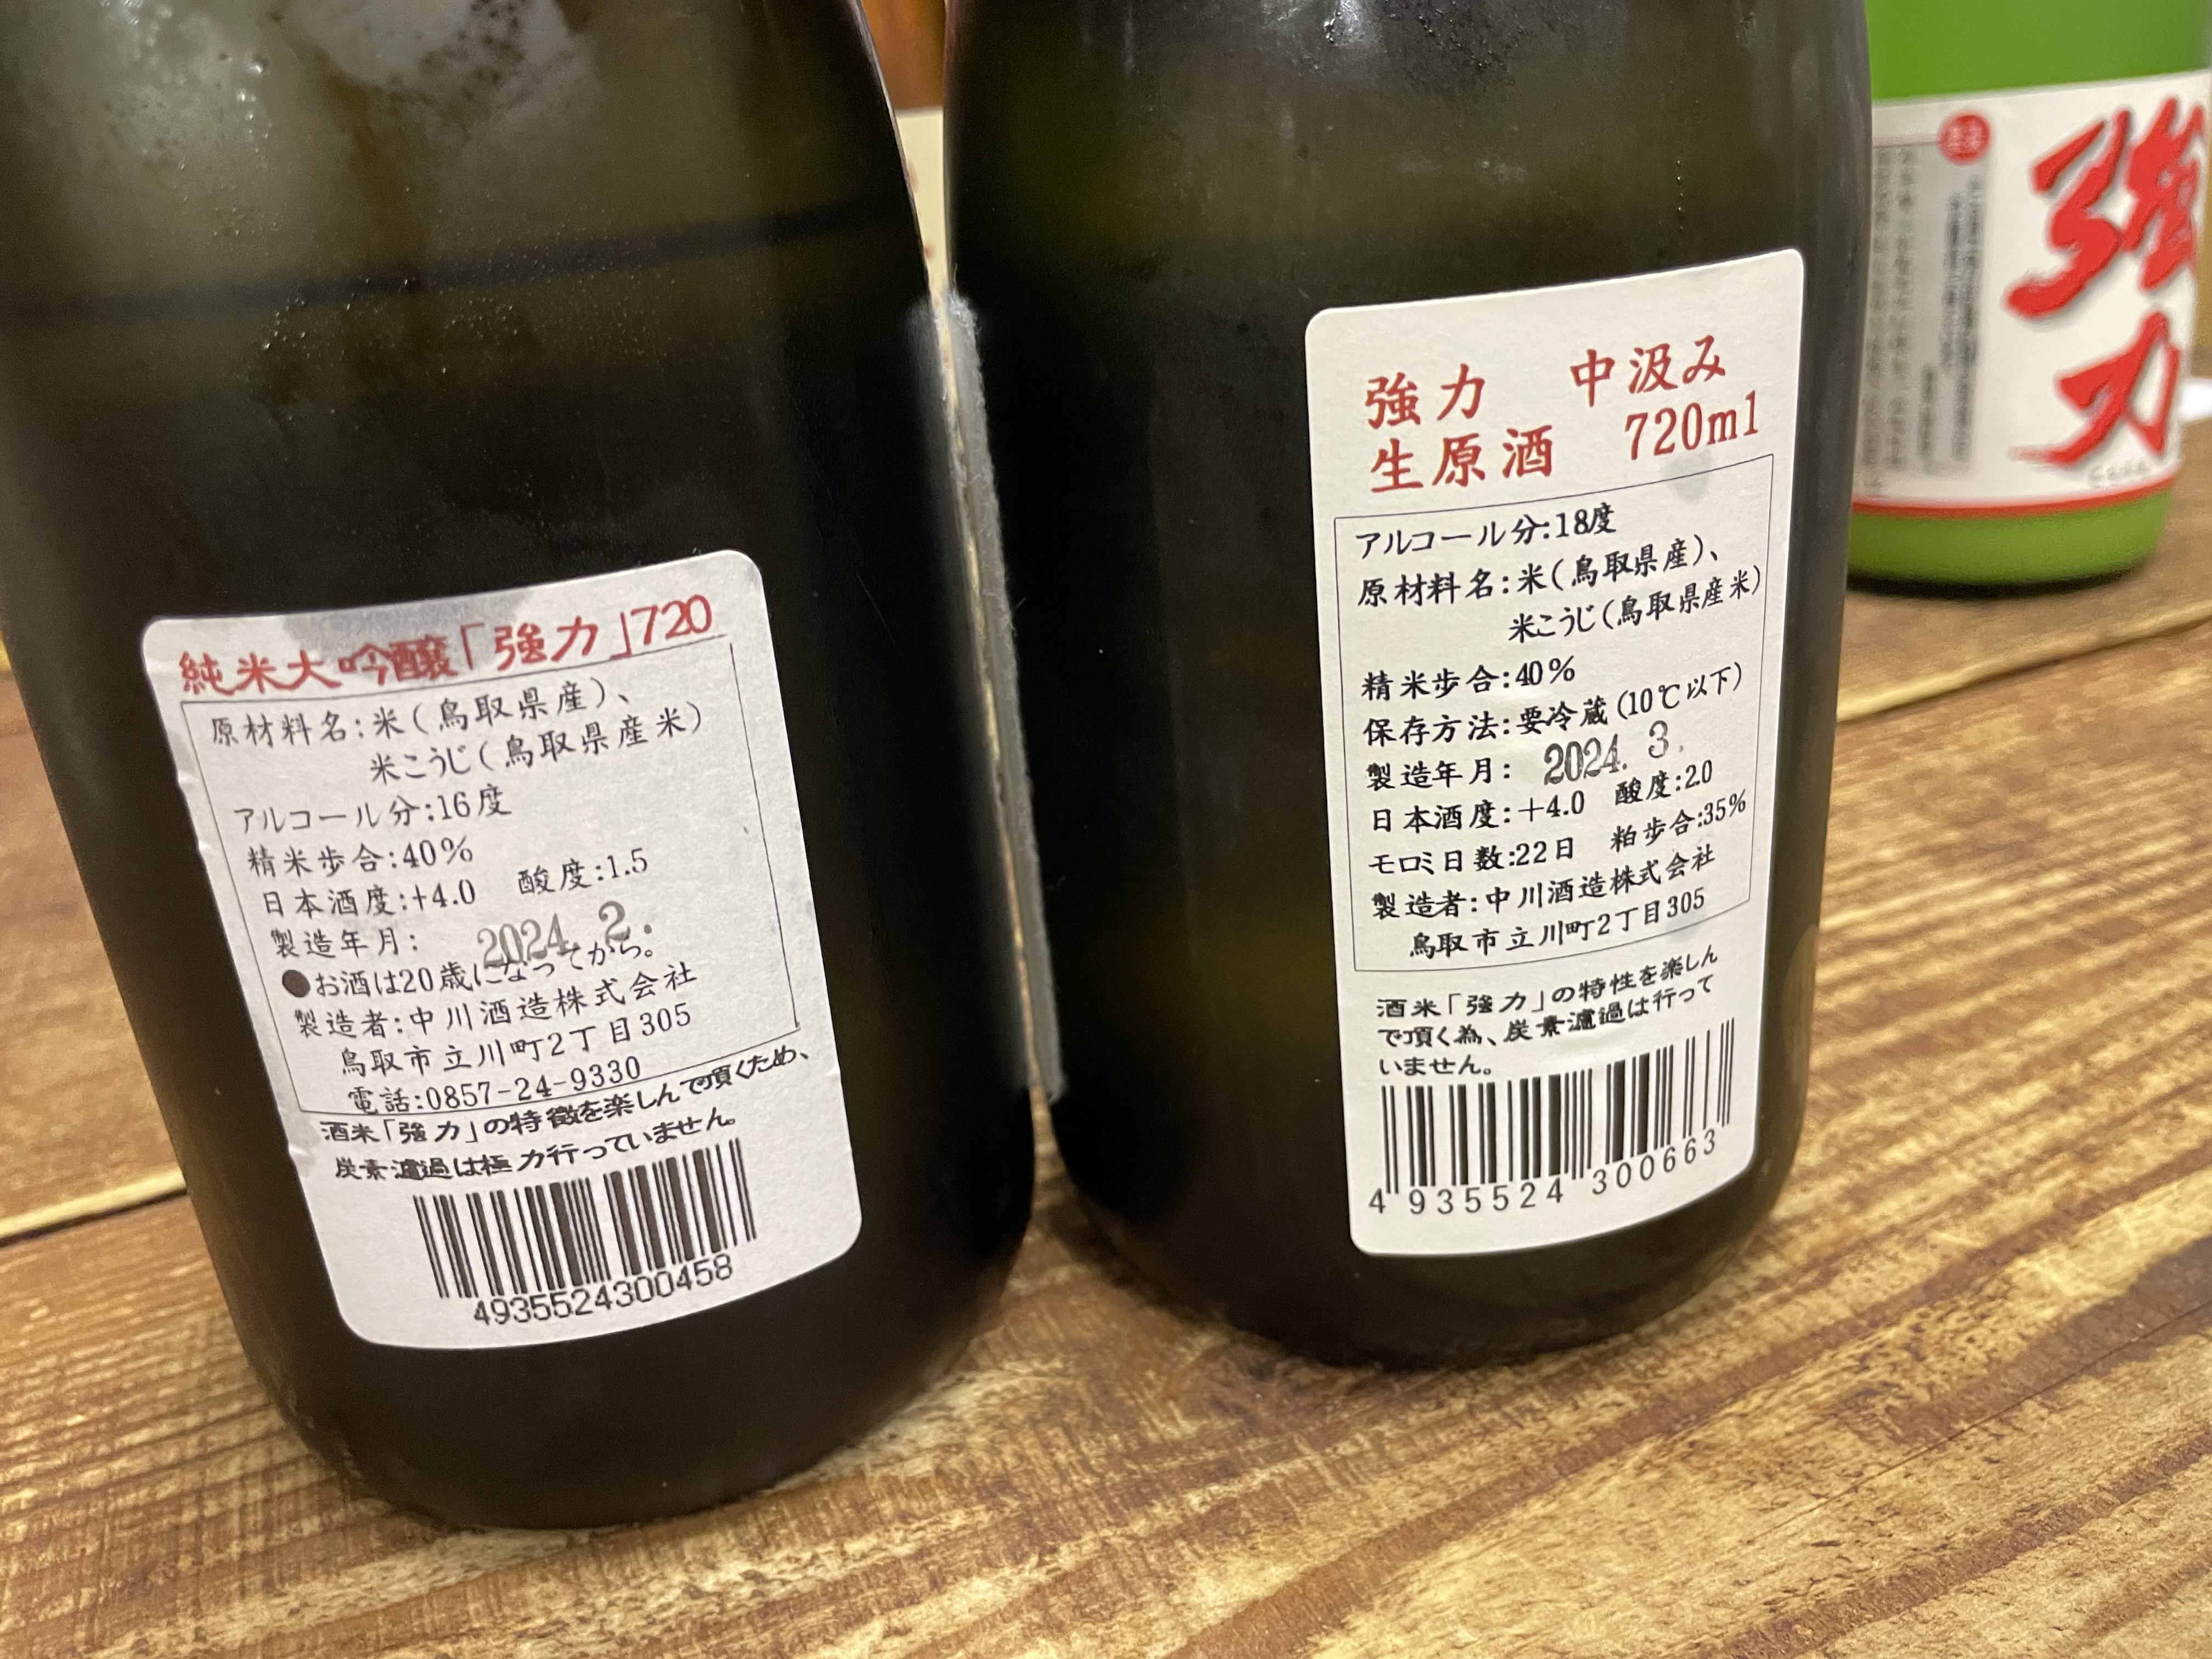 純米大吟醸「強力」720
原材料名:米(鳥取県産)、
米こうじ(鳥取県産米)
アルコール分:16度
精米歩合:40%
日本酒度:+4.0 酸度:1.5
製造年月: 2024. 2.
●お酒は20歳になってから。
製造者:中川酒造株式会社
鳥取市立川町2丁目305
電話:0857-24-9330
酒米「強力」の特徴を楽しんで頂くため、
炭素濾過は極力行っていません。
4935524300458
強力 中汲み
生原酒 720ml
アルコール分:18度
原材料名:米(鳥取県産)、
米こうじ(鳥取県産米)
精米歩合:40%
保存方法:要冷蔵(10℃以下)
製造年月: 2024. 3.
日本酒度:+4.0 酸度:2.0
モロミ日数:22日 粕歩合:35%
製造者:中川酒造株式会社
鳥取市立川町2丁目305
酒米「強力」の特性を楽しん
で頂く為、炭素濾過は行って
いません。
4 935524 300663
強力